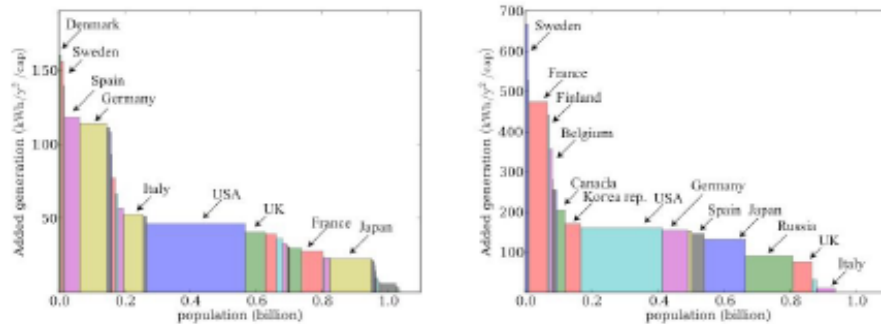 Denmark
Sweden
Spain
Germany
Italy
USA
UK
France
Japan
150
100
50
0.0 0.2 0.4 0.6 0.8 1.0
population (billion)
Added generation (kWh/y² /cap)
Sweden
France
Finland
Belgium
Canada
Korea rep.
USA
Germany
Spain
Japan
Russia
UK
Italy
700
600
500
400
300
200
100
0.0 0.2 0.4 0.6 0.8 1.0
population (billion)
Added generation (kWh/y² /cap)